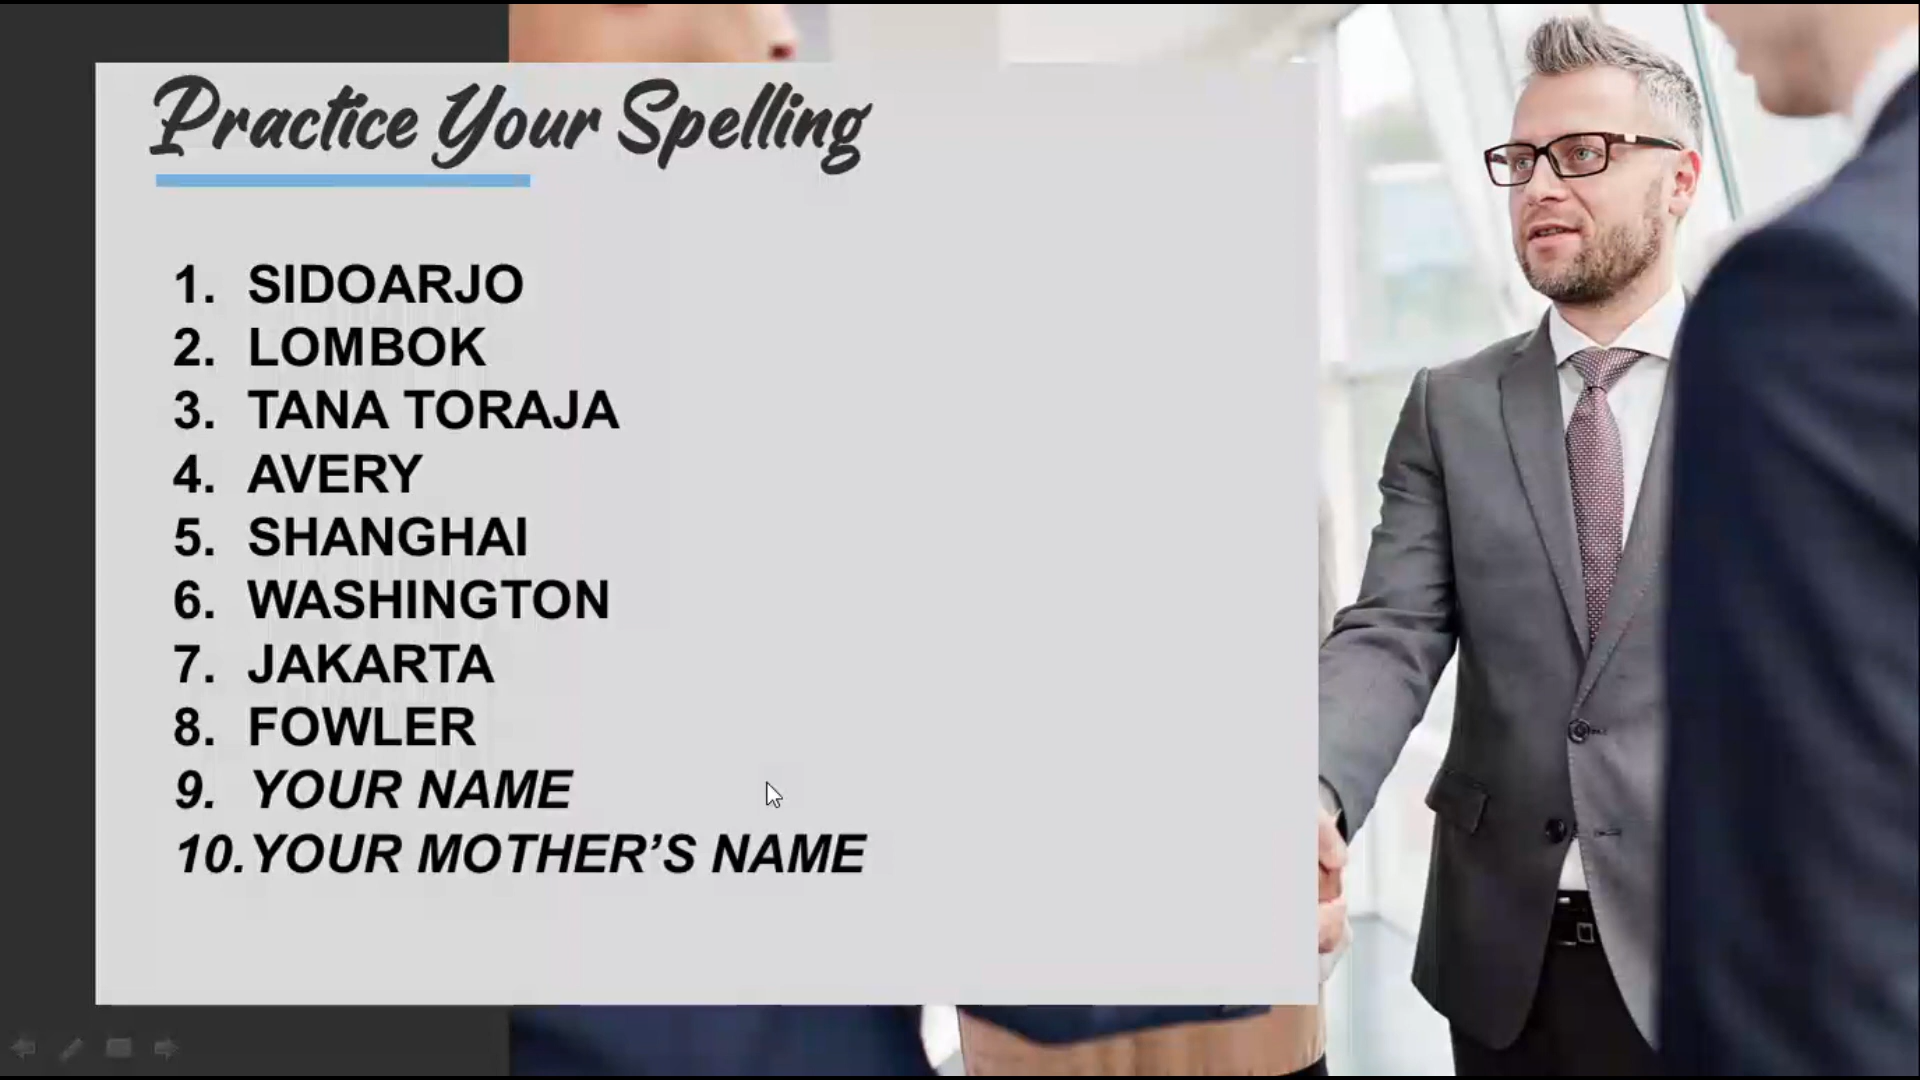 Practice Your Spelling
1. SIDOARJO
2. LOMBOK
3. TANA TORAJA
4. AVERY
5. SHANGHAI
6. WASHINGTON
7. JAKARTA
8. FOWLER
9. YOUR NAME
10. YOUR MOTHER’S NAME